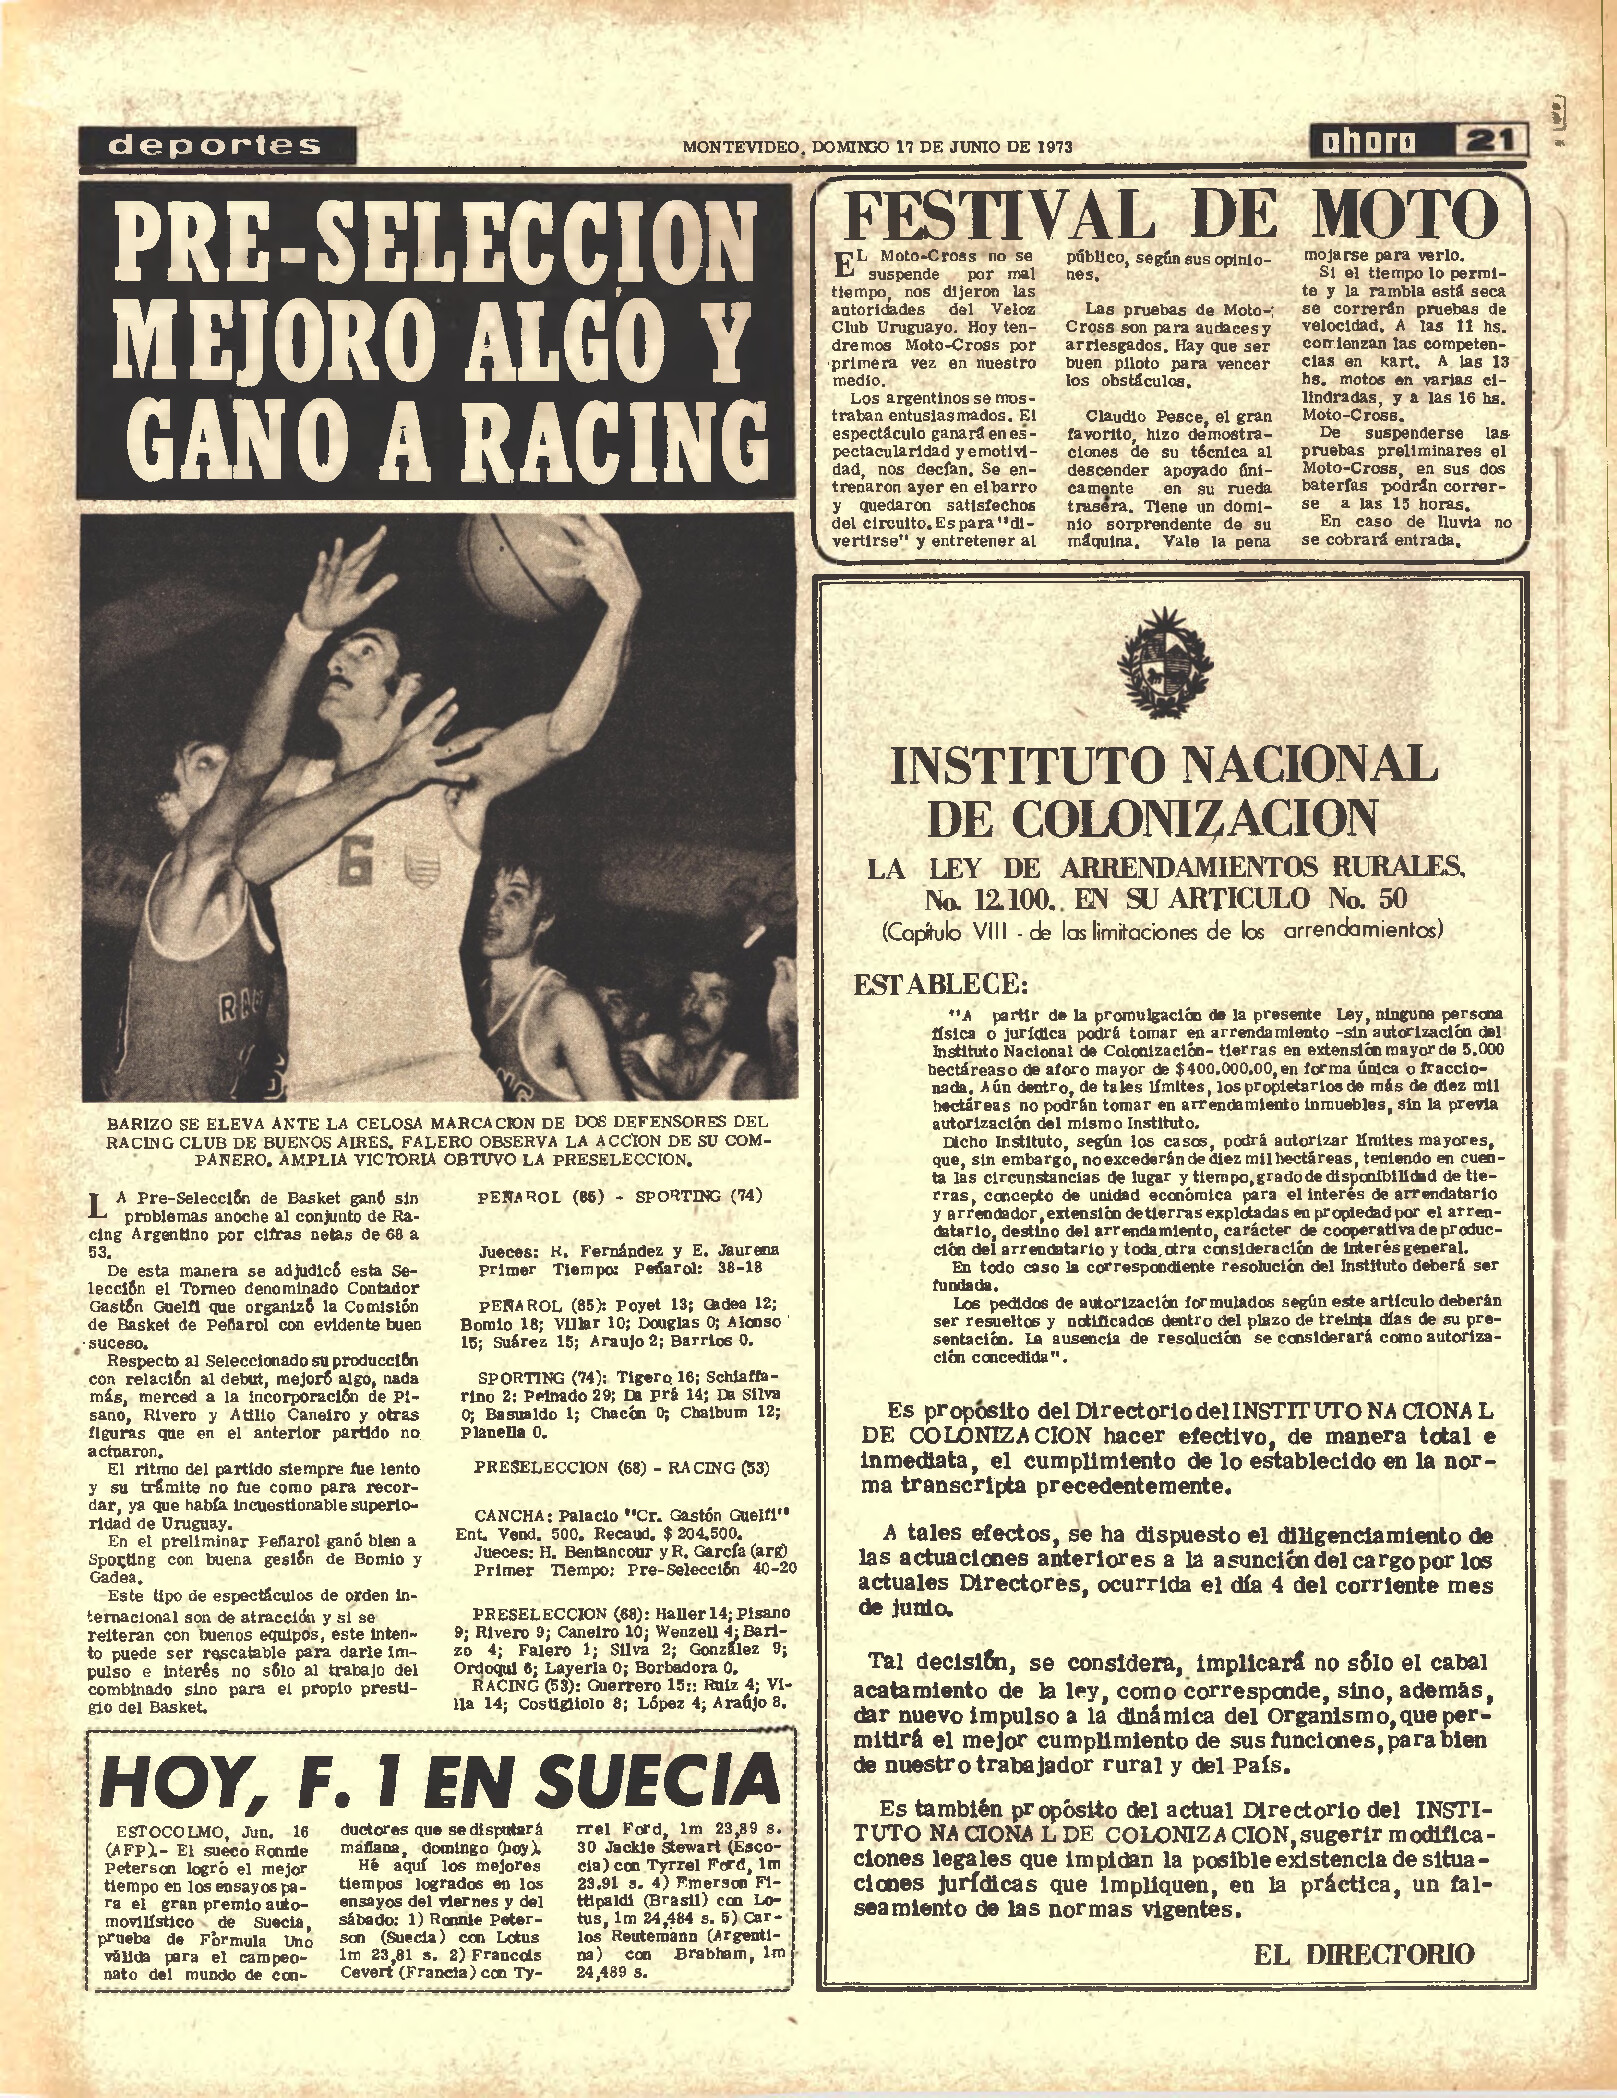 deportes
MONTEVIDEO, DOMINGO 17 DE JUNIO DE 1973
ahora 21
PRE-SELECCION
MEJORO ALGO Y
GANO A RACING
6
RAC
BARIZO SE ELEVA ANTE LA CELOSA MARCACION DE DOS DEFENSORES DEL
RACING CLUB DE BUENOS AIRES. FALERO OBSERVA LA ACCION DE SU COM-
PAÑERO. AMPLIA VICTORIA OBTUVO LA PRESELECCION.
LA Pre-Selección de Basket ganó sin
problemas anoche al conjunto de Ra-
cing Argentino por cifras netas de 68 a
53.
De esta manera se adjudicó esta Se-
lección el Torneo denominado Contador
Gastón Guelfi que organizó la Comisión
de Basket de Peñarol con evidente buen
suceso.
Respecto al Seleccionado su producción
con relación al debut, mejoró algo, nada
más, merced a la incorporación de Pi-
sano, Rivero y Atilio Caneiro y otras
figuras que en el anterior partido no
actuaron.
El ritmo del partido siempre fue lento
y su trámite no fue como para recor-
dar, ya que había incuestionable superio-
ridad de Uruguay.
En el preliminar Peñarol ganó bien a
Sporting con buena gesión de Bomio y
Gadea.
Este tipo de espectáculos de orden in-
ternacional son de atracción y si se
reiteran con buenos equipos, este inten-
to puede ser rescatable para darle im-
pulso e interés no sólo al trabajo del
combinado sino para el propio presti-
gio del Basket.
PEÑAROL (85) - SPORTING (74)
Jueces: R. Fernández y E. Jaurena
Primer Tiempo: Peñarol: 38-18
PEÑAROL (85): Poyet 13; Gadea 12;
Bomio 18; Villar 10; Douglas 0; Alonso
15; Suárez 15; Araujo 2; Barrios 0.
SPORTING (74): Tigero 16; Schiaffa-
rino 2; Peinado 29; Da Prá 14; Da Silva
0; Basualdo 1; Chacón 0; Chaibum 12;
Planella 0.
PRESELECCION (68) - RACING (53)
CANCHA: Palacio "Cr. Gastón Guelfi"
Ent. Vend. 500. Recaud. $ 204.500.
Jueces: H. Bentancour y R. García (arg)
Primer Tiempo: Pre-Selección 40-20
PRESELECCION (68): Haller 14; Pisano
9; Rivero 9; Caneiro 10; Wenzell 4; Bari-
zo 4; Falero 1; Silva 2; González 9;
Ordoqui 6; Layeria 0; Borbadora 0.
RACING (53): Guerrero 15:: Ruiz 4; Vi-
lla 14; Costigliolo 8; López 4; Araújo 8.
HOY, F. 1 EN SUECIA
ESTOCOLMO, Jun. 16
(AFP).- El sueco Ronnie
Peterson logró el mejor
tiempo en los ensayos pa-
ra el gran premio auto-
movilístico de Suecia,
prueba de Fórmula Uno
válida para el campeo-
nato del mundo de con-
ductores que se disputará
mañana, domingo (hoy).
Hé aquí los mejores
tiempos logrados en los
ensayos del viernes y del
sábado: 1) Ronnie Peter-
son (Suecia) con Lotus
1m 23,81 s. 2) Francois
Cevert (Francia) con Ty-
rrel Ford, 1m 23,89 s.
30 Jackie Stewart (Esco-
cia) con Tyrrel Ford, 1m
23.91 s. 4) Emerson Fi-
ttipaldi (Brasil) con Lo-
tus, 1m 24,484 s. 5) Car-
los Reutemann (Argenti-
na) con Brabham, 1m
24,489 s.
FESTIVAL DE MOTO
EL Moto-Cross no se
suspende por mal
tiempo, nos dijeron las
autoridades del Veloz
Club Uruguayo. Hoy ten-
dremos Moto-Cross por
primera vez en nuestro
medio.
Los argentinos se mos-
traban entusiasmados. El
espectáculo ganará en es-
pectacularidad y emotivi-
dad, nos decían. Se en-
trenaron ayer en el barro
y quedaron satisfechos
del circuito. Es para "di-
vertirse" y entretener al
público, según sus opinio-
nes.
Las pruebas de Moto-
Cross son para audaces y
arriesgados. Hay que ser
buen piloto para vencer
los obstáculos.
Claudio Pesce, el gran
favorito, hizo demostra-
ciones de su técnica al
descender apoyado úni-
camente en su rueda
trasera. Tiene un domi-
nio sorprendente de su
máquina. Vale la pena
mojarse para verlo.
Si el tiempo lo permi-
te y la rambla está seca
se correrán pruebas de
velocidad. A las 11 hs.
comienzan las competen-
cias en kart. A las 13
hs. motos en varias ci-
lindradas, y a las 16 hs.
Moto-Cross.
De suspenderse las
pruebas preliminares el
Moto-Cross, en sus dos
baterías podrán correr-
se a las 15 horas.
En caso de lluvia no
se cobrará entrada.
INSTITUTO NACIONAL
DE COLONIZACION
LA LEY DE ARRENDAMIENTOS RURALES,
No. 12.100. EN SU ARTICULO No. 50
(Capítulo VIII - de las limitaciones de los arrendamientos)
ESTABLECE:
"A partir de la promulgación de la presente Ley, ninguna persona
física o jurídica podrá tomar en arrendamiento -sin autorización del
Instituto Nacional de Colonización- tierras en extensión mayor de 5.000
hectáreas o de aforo mayor de $400.000.00, en forma única o fraccio-
nada. Aún dentro, de tales límites, los propietarios de más de diez mil
hectáreas no podrán tomar en arrendamiento inmuebles, sin la previa
autorización del mismo Instituto.
Dicho Instituto, según los casos, podrá autorizar límites mayores,
que, sin embargo, no excederán de diez mil hectáreas, teniendo en cuen-
ta las circunstancias de lugar y tiempo, grado de disponibilidad de tie-
rras, concepto de unidad económica para el interés de arrendatario
y arrendador, extensión de tierras explotadas en propiedad por el arren-
datario, destino del arrendamiento, carácter de cooperativa de produc-
ción del arrendatario y toda otra consideración de interés general.
En todo caso la correspondiente resolución del Instituto deberá ser
fundada.
Los pedidos de autorización formulados según este artículo deberán
ser resueltos y notificados dentro del plazo de treinta días de su pre-
sentación. La ausencia de resolución se considerará como autoriza-
ción concedida".
Es propósito del Directorio del INSTITUTO NACIONAL
DE COLONIZACION hacer efectivo, de manera total e
inmediata, el cumplimiento de lo establecido en la nor-
ma transcripta precedentemente.
A tales efectos, se ha dispuesto el diligenciamiento de
las actuaciones anteriores a la asunción del cargo por los
actuales Directores, ocurrida el día 4 del corriente mes
de junio.
Tal decisión, se considera, implicará no sólo el cabal
acatamiento de la ley, como corresponde, sino, además,
dar nuevo impulso a la dinámica del Organismo, que per-
mitirá el mejor cumplimiento de sus funciones, para bien
de nuestro trabajador rural y del País.
Es también propósito del actual Directorio del INSTI-
TUTO NACIONAL DE COLONIZACION, sugerir modifica-
ciones legales que impidan la posible existencia de situa-
ciones jurídicas que impliquen, en la práctica, un fal-
seamiento de las normas vigentes.
EL DIRECTORIO